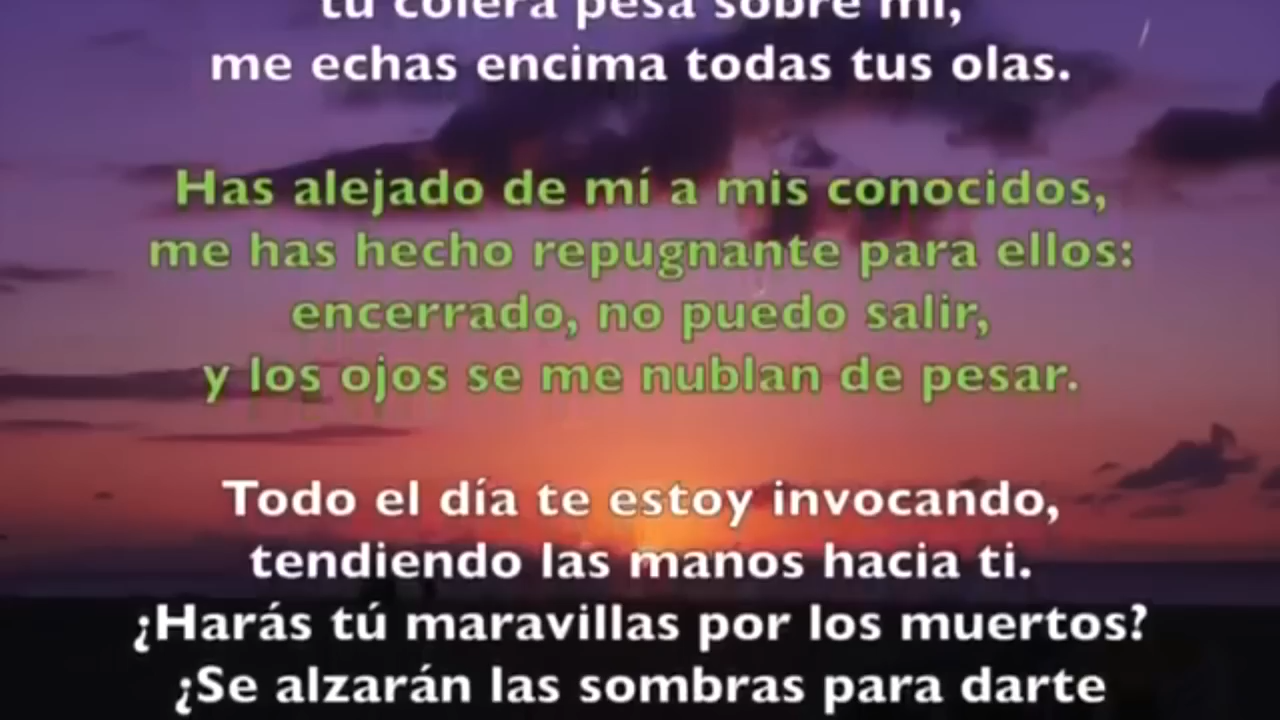 tu cólera pesa sobre mí,
me echas encima todas tus olas.
Has alejado de mí a mis conocidos,
me has hecho repugnante para ellos:
encerrado, no puedo salir,
y los ojos se me nublan de pesar.
Todo el día te estoy invocando,
tendiendo las manos hacia ti.
¿Harás tú maravillas por los muertos?
¿Se alzarán las sombras para darte